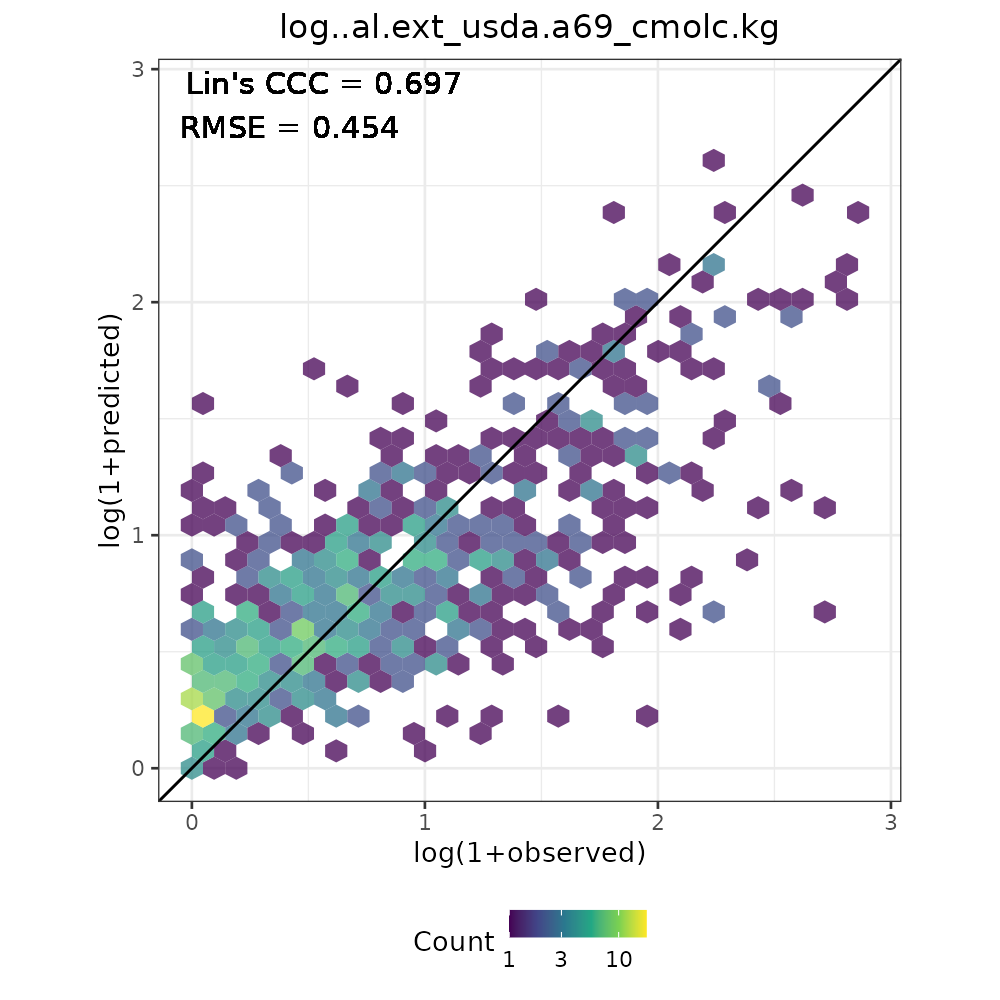 log..al.ext_usda.a69_cmolc.kg
Lin's CCC = 0.697
RMSE = 0.454
3
2
1
0
log(1+predicted)
0 1 2 3
log(1+observed)
Count
1 3 10